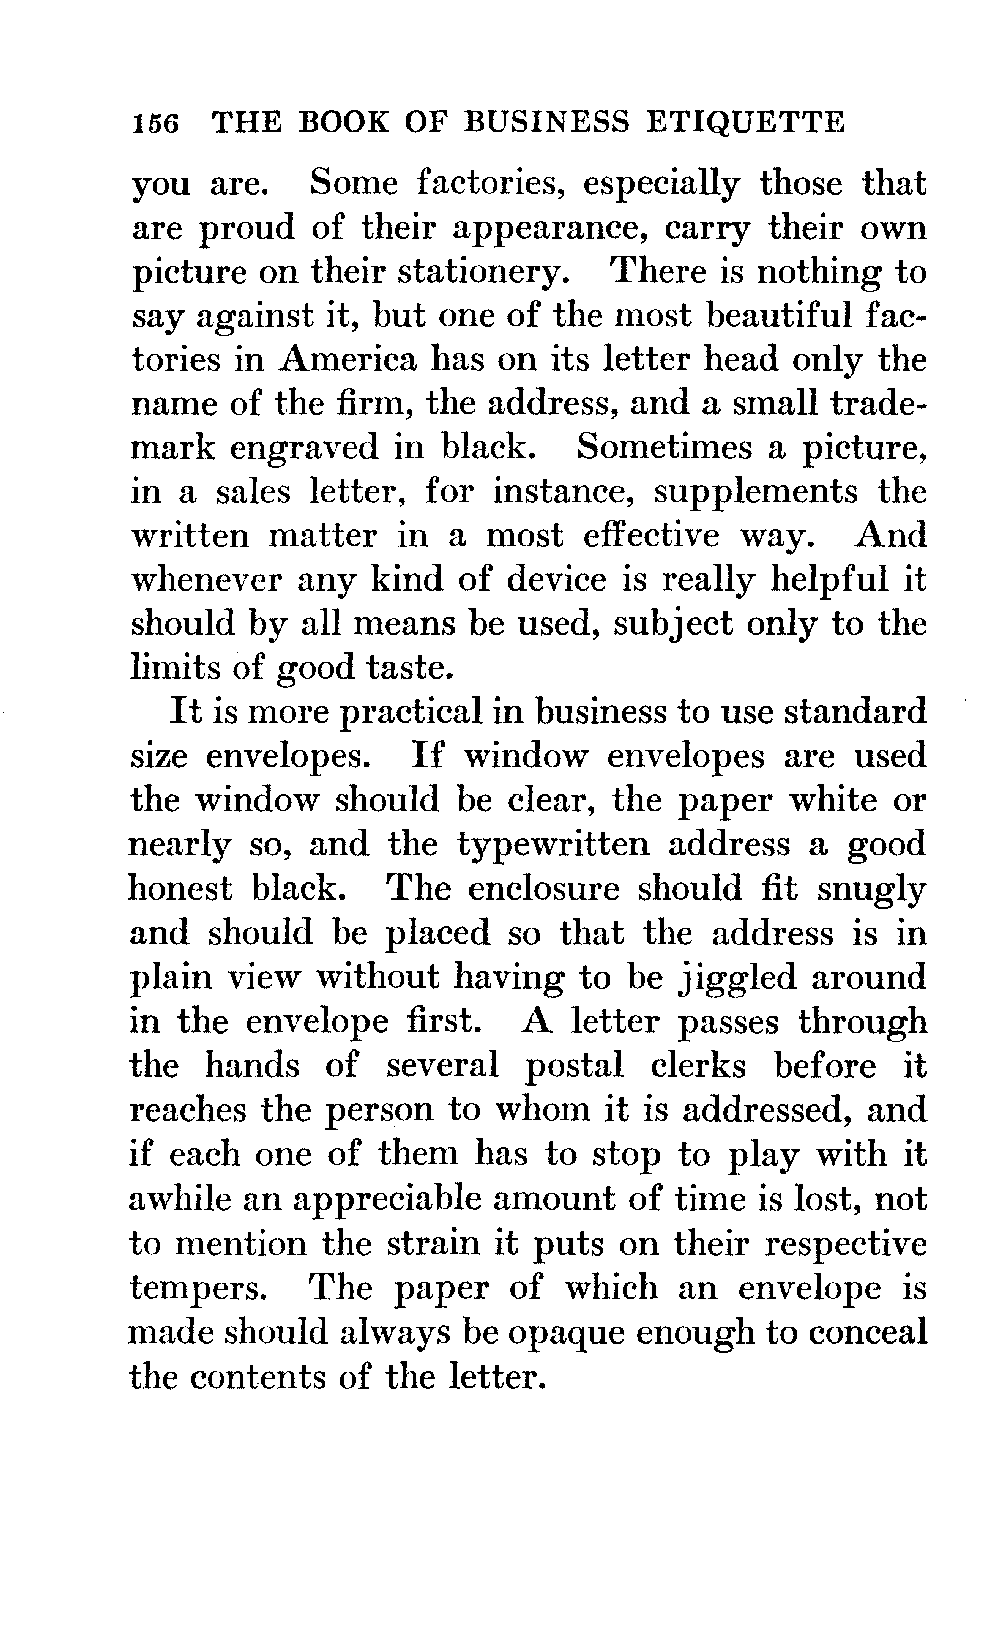 156 THE BOOK OF BUSINESS ETIQUETTE
you are. Some factories, especially those that
are proud of their appearance, carry their own
picture on their stationery. There is nothing to
say against it, but one of the most beautiful fac-
tories in America has on its letter head only the
name of the firm, the address, and a small trade-
mark engraved in black. Sometimes a picture,
in a sales letter, for instance, supplements the
written matter in a most effective way. And
whenever any kind of device is really helpful it
should by all means be used, subject only to the
limits of good taste.
It is more practical in business to use standard
size envelopes. If window envelopes are used
the window should be clear, the paper white or
nearly so, and the typewritten address a good
honest black. The enclosure should fit snugly
and should be placed so that the address is in
plain view without having to be jiggled around
in the envelope first. A letter passes through
the hands of several postal clerks before it
reaches the person to whom it is addressed, and
if each one of them has to stop to play with it
awhile an appreciable amount of time is lost, not
to mention the strain it puts on their respective
tempers. The paper of which an envelope is
made should always be opaque enough to conceal
the contents of the letter.